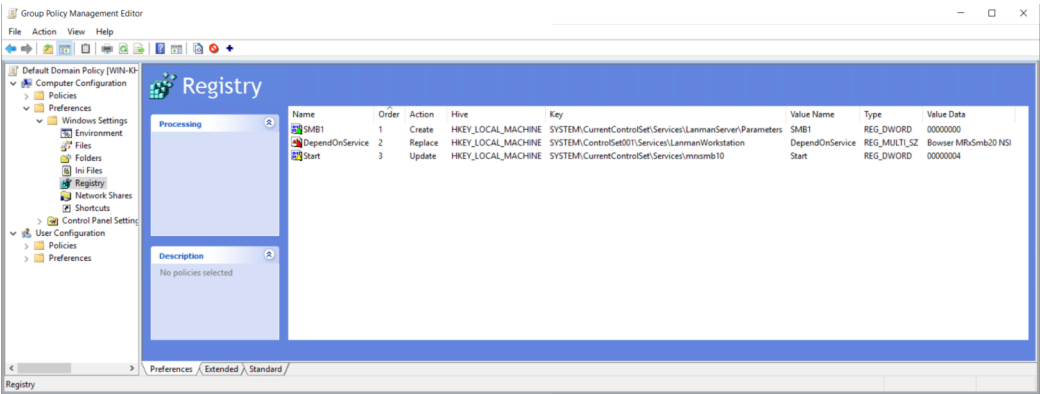 Group Policy Management Editor
File Action View Help
Default Domain Policy [WIN-KH
Computer Configuration
Policies
Preferences
Windows Settings
Environment
Files
Folders
Ini Files
Registry
Network Shares
Shortcuts
Control Panel Setting
User Configuration
Policies
Preferences
Registry
Processing
Description
No policies selected
Name Order Action Hive Key Value Name Type Value Data
SMB1 1 Create HKEY_LOCAL_MACHINE SYSTEM\CurrentControlSet\Services\LanmanServer\Parameters SMB1 REG_DWORD 00000000
DependOnService 2 Replace HKEY_LOCAL_MACHINE SYSTEM\ControlSet001\Services\LanmanWorkstation DependOnService REG_MULTI_SZ Bowser MRxSmb20 NSI
Start 3 Update HKEY_LOCAL_MACHINE SYSTEM\CurrentControlSet\Services\mnsmb10 Start REG_DWORD 00000004
Preferences Extended Standard
Registry